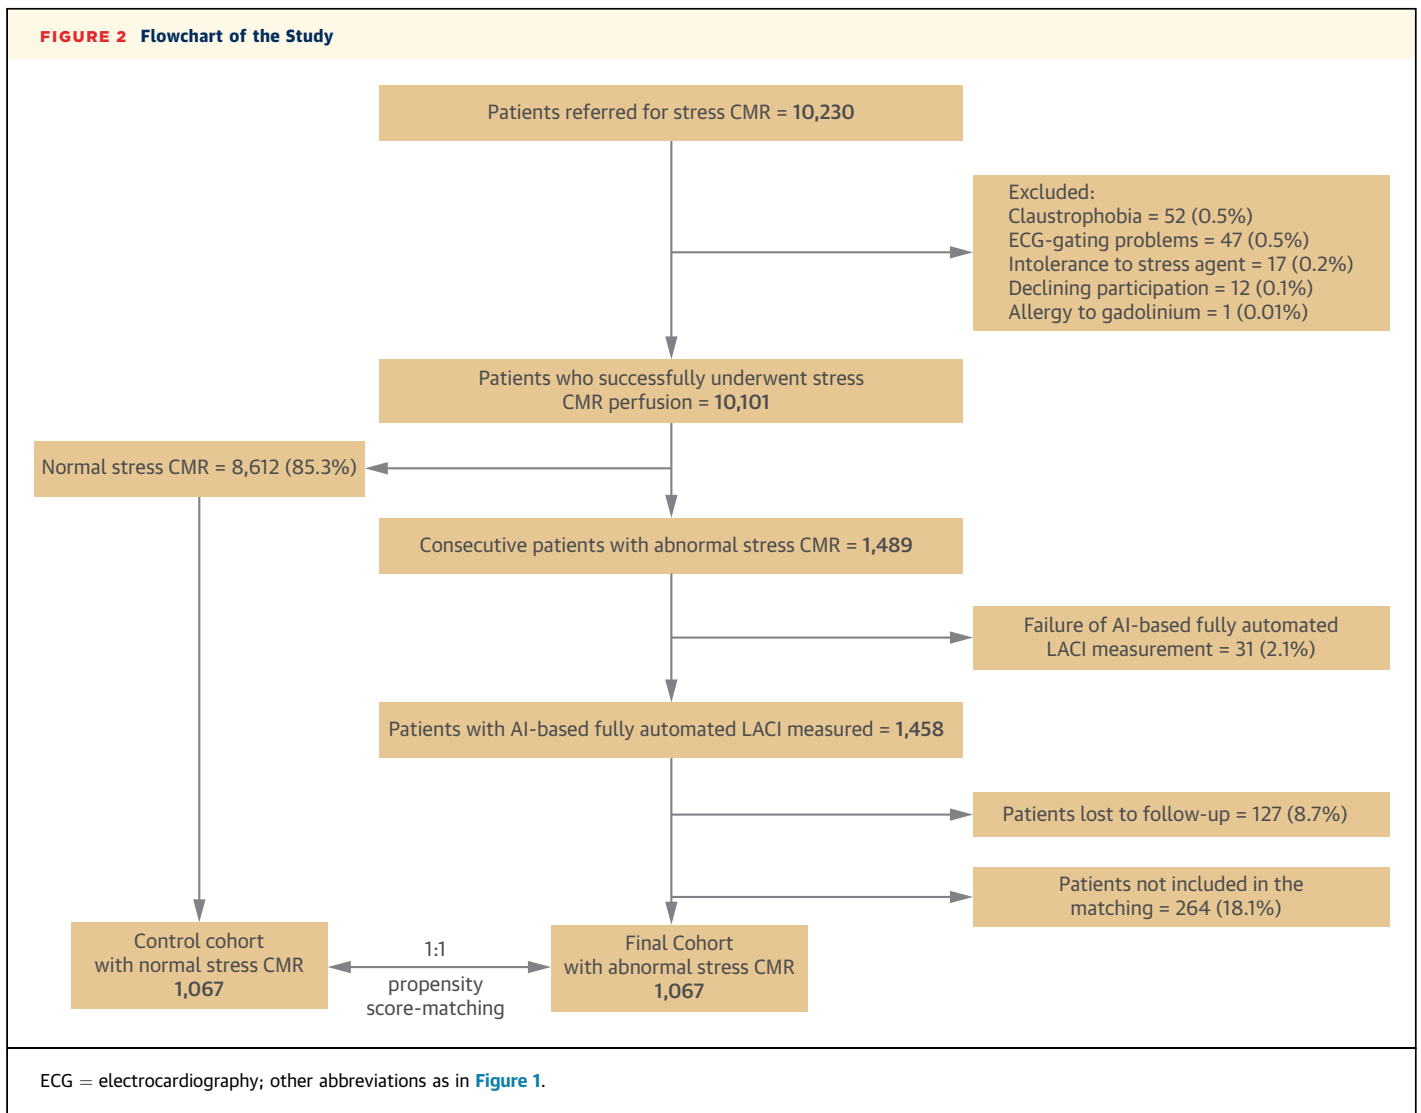 FIGURE 2 Flowchart of the Study
Patients referred for stress CMR = 10,230
Excluded:
Claustrophobia = 52 (0.5%)
ECG-gating problems = 47 (0.5%)
Intolerance to stress agent = 17 (0.2%)
Declining participation = 12 (0.1%)
Allergy to gadolinium = 1 (0.01%)
Patients who successfully underwent stress
CMR perfusion = 10,101
Normal stress CMR = 8,612 (85.3%)
Consecutive patients with abnormal stress CMR = 1,489
Failure of AI-based fully automated
LACI measurement = 31 (2.1%)
Patients with AI-based fully automated LACI measured = 1,458
Patients lost to follow-up = 127 (8.7%)
Patients not included in the
matching = 264 (18.1%)
Control cohort
with normal stress CMR
1,067
1:1
propensity
score-matching
Final Cohort
with abnormal stress CMR
1,067
ECG = electrocardiography; other abbreviations as in Figure 1.